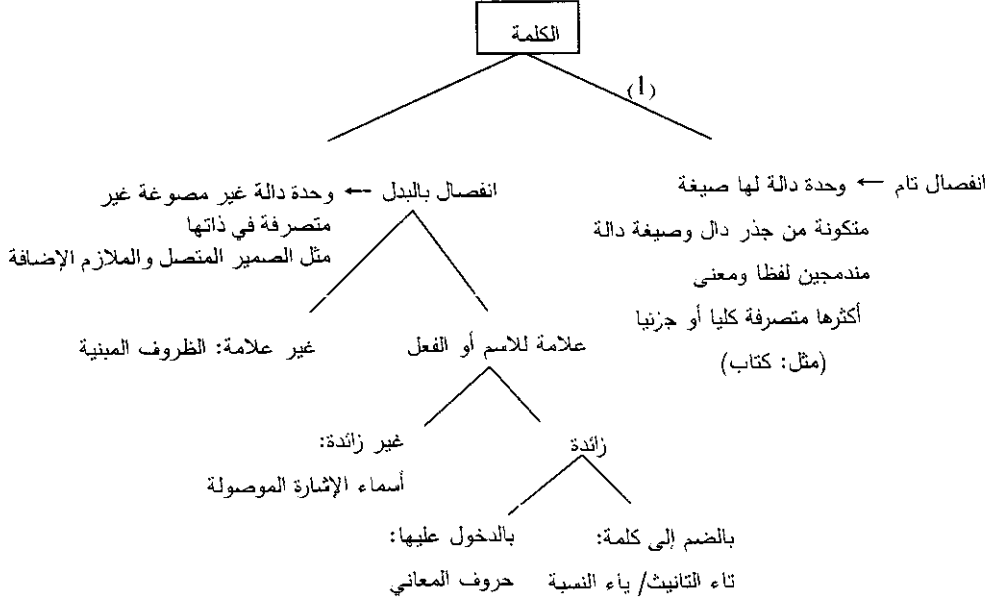 الكلمة
(1)
انفصال تام ← وحدة دالة لها صيغة
متكونة من جذر دال وصيغة دالة
مندمجين لفظا ومعنى
أكثرها متصرفة كليا أو جزئيا
(مثل: كتاب)
انفصال بالبدل ← وحدة دالة غير مصوغة غير
متصرفة في ذاتها
مثل الضمير المتصل والملازم الإضافة
علامة للاسم أو الفعل
غير علامة: الظروف المبنية
زائدة
غير زائدة:
أسماء الإشارة الموصولة
بالضم إلى كلمة:
تاء التانيث/ ياء النسبة
بالدخول عليها:
حروف المعاني